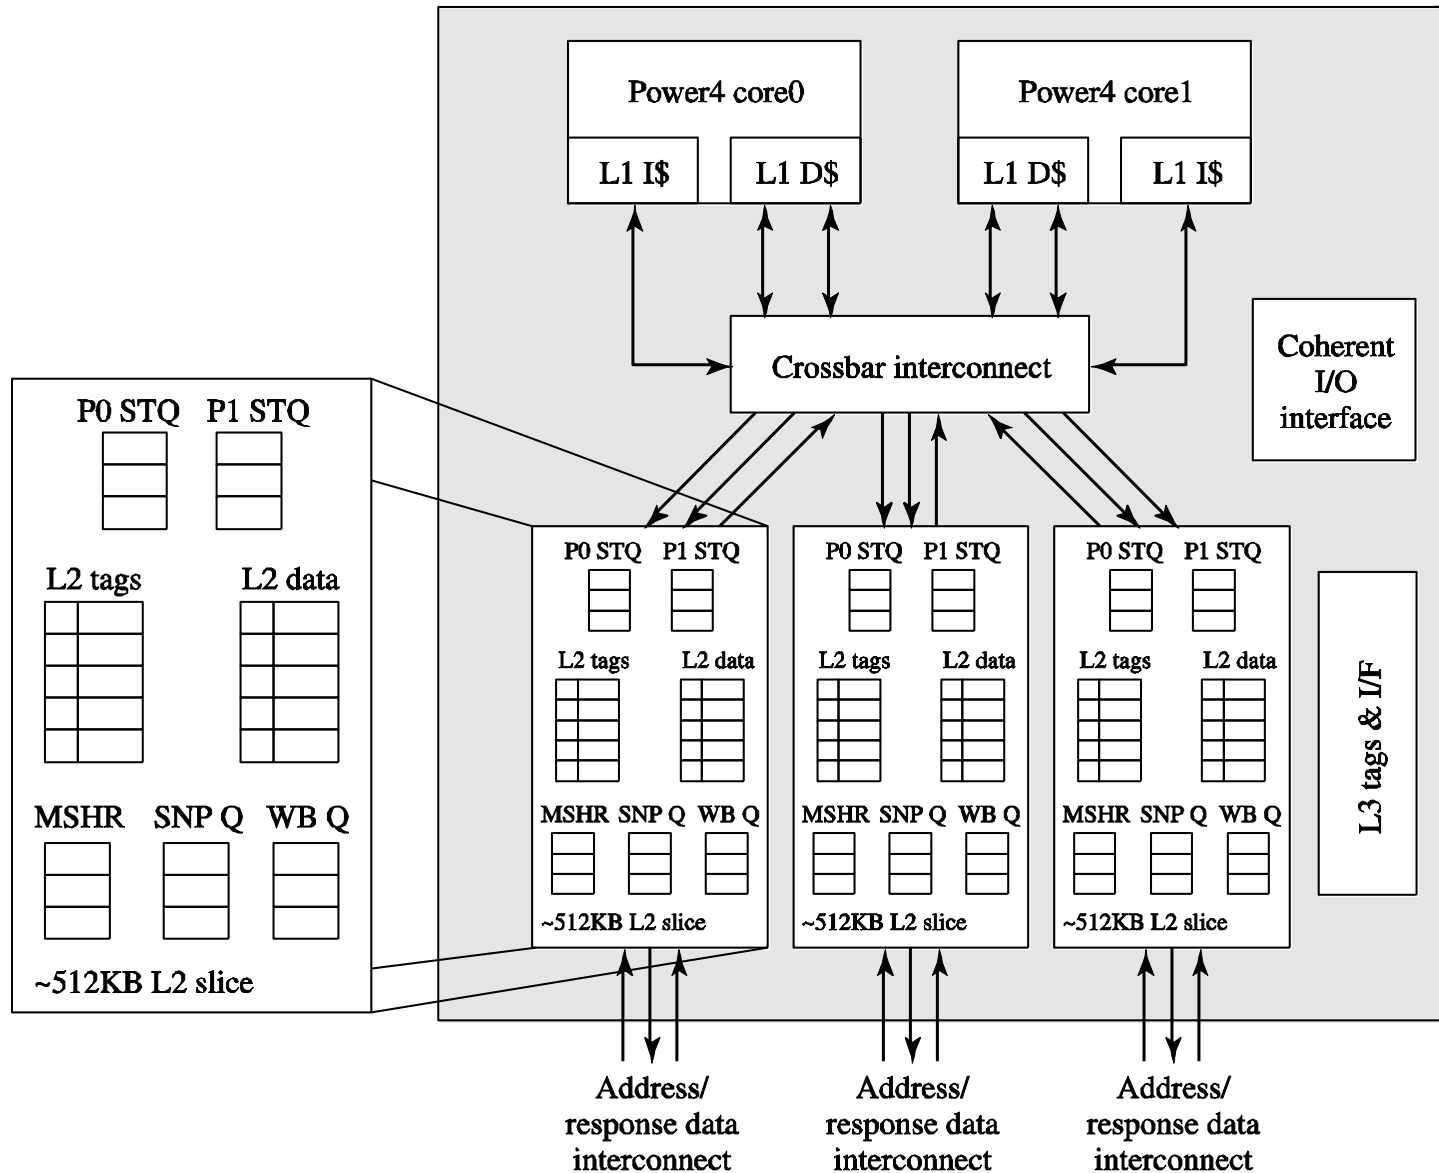 Power4 core0
L1 I$
L1 D$
Power4 core1
L1 D$
L1 I$
Crossbar interconnect
Coherent
I/O
interface
L3 tags & I/F
P0 STQ
P1 STQ
L2 tags
L2 data
MSHR
SNP Q
WB Q
~512KB L2 slice
P0 STQ
P1 STQ
L2 tags
L2 data
MSHR
SNP Q
WB Q
~512KB L2 slice
P0 STQ
P1 STQ
L2 tags
L2 data
MSHR
SNP Q
WB Q
~512KB L2 slice
P0 STQ
P1 STQ
L2 tags
L2 data
MSHR
SNP Q
WB Q
~512KB L2 slice
Address/
response data
interconnect
Address/
response data
interconnect
Address/
response data
interconnect